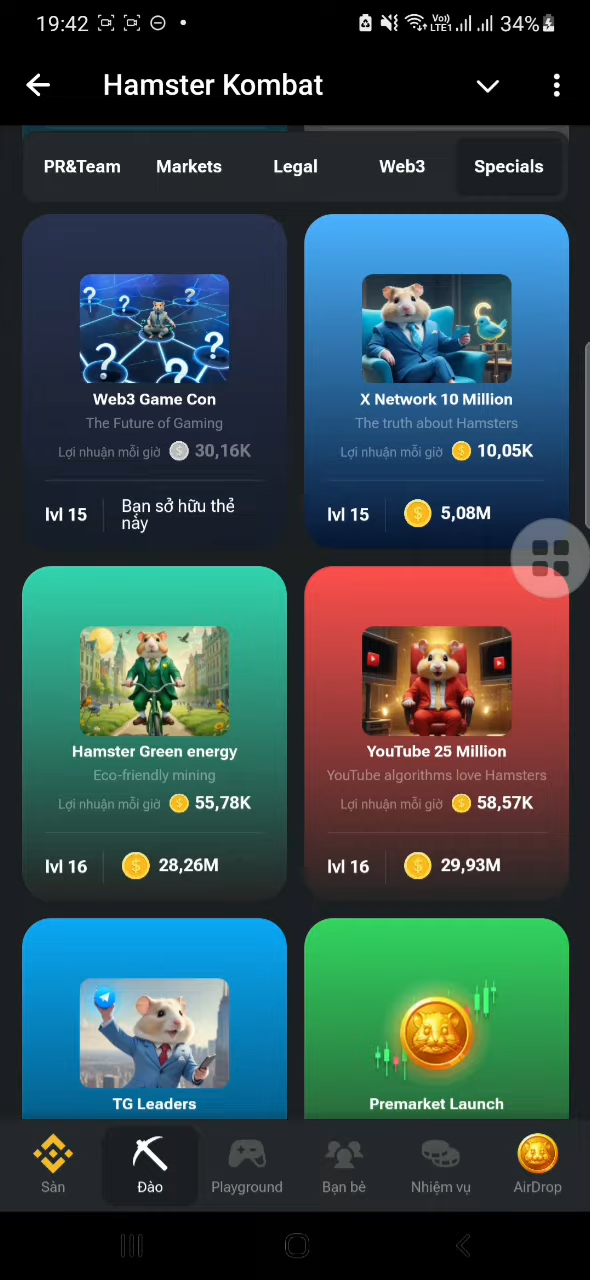 19:42
Vo)) LTE1
34%
Hamster Kombat
PR&Team Markets Legal Web3 Specials
Web3 Game Con
The Future of Gaming
Lợi nhuận mỗi giờ 30,16K
lvl 15 Bạn sở hữu thẻ
này
X Network 10 Million
The truth about Hamsters
Lợi nhuận mỗi giờ 10,05K
lvl 15 5,08M
Hamster Green energy
Eco-friendly mining
Lợi nhuận mỗi giờ 55,78K
lvl 16 28,26M
YouTube 25 Million
YouTube algorithms love Hamsters
Lợi nhuận mỗi giờ 58,57K
lvl 16 29,93M
TG Leaders
Premarket Launch
Sàn Đào Playground Bạn bè Nhiệm vụ AirDrop